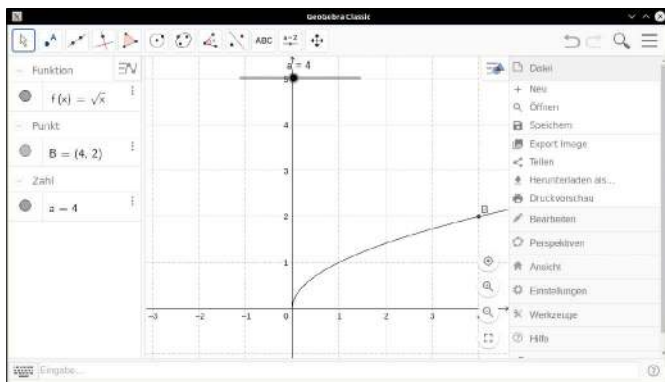 GeoGebra Classic
ABC
a=2
Funktion
f(x) = √x
Punkt
B = (4, 2)
Zahl
a = 4
a = 4
5
4
3
2
1
0
-3
-2
-1
1
2
3
B
Datei
Neu
Öffnen
Speichern
Export Image
Teilen
Herunterladen als...
Druckvorschau
Bearbeiten
Perspektiven
Ansicht
Einstellungen
Werkzeuge
Hilfe
Eingabe...